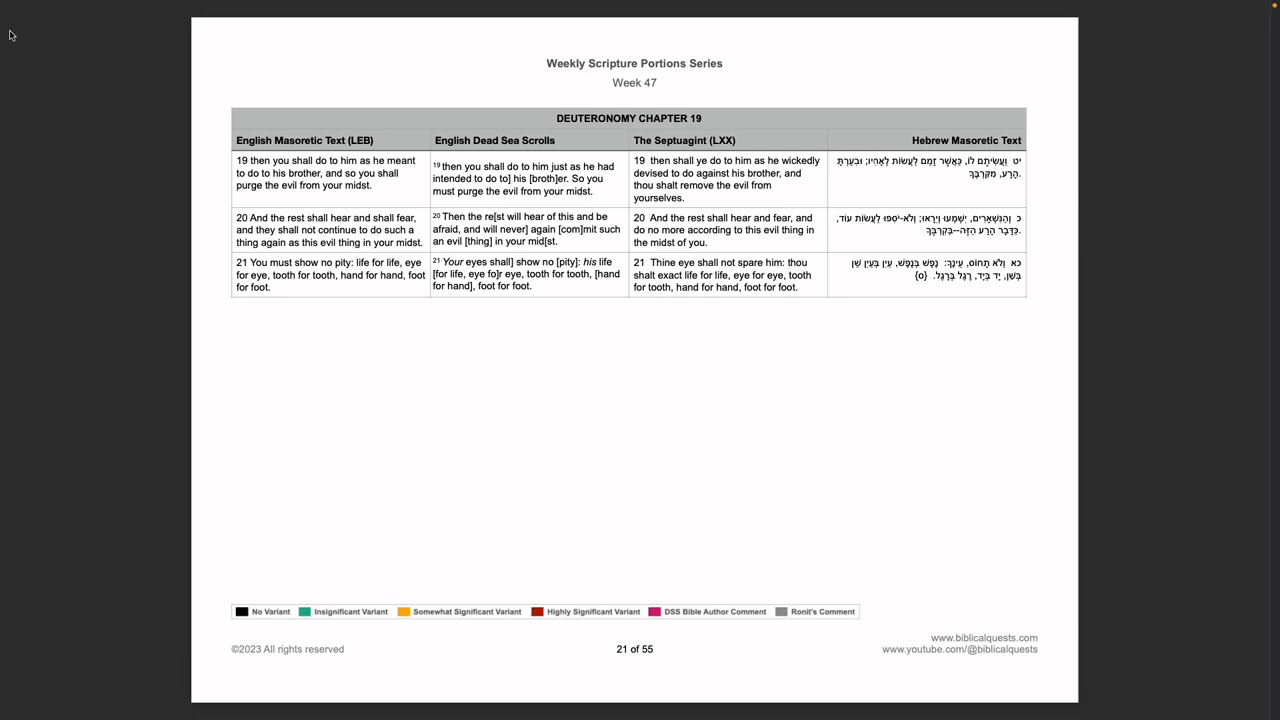 Weekly Scripture Portions Series
Week 47
DEUTERONOMY CHAPTER 19
English Masoretic Text (LEB)
English Dead Sea Scrolls
The Septuagint (LXX)
Hebrew Masoretic Text
19 then you shall do to him as he meant
to do to his brother, and so you shall
purge the evil from your midst.
19 then you shall do to him just as he had
intended to do to] his [broth]er. So you
must purge the evil from your midst.
19 then shall ye do to him as he wickedly
devised to do against his brother, and
thou shalt remove the evil from
yourselves.
יט וַעֲשִׂיתֶם לוֹ, כַּאֲשֶׁר זָמַם לַעֲשׂוֹת לְאָחִיו; וּבִעַרְתָּ
הָרָע, מִקִּרְבֶּךָ.
20 And the rest shall hear and shall fear,
and they shall not continue to do such a
thing again as this evil thing in your midst.
20 Then the re[st will hear of this and be
afraid, and will never] again [com]mit such
an evil [thing] in your mid[st.
20 And the rest shall hear and fear, and
do no more according to this evil thing in
the midst of you.
כ וְהַנִּשְׁאָרִים, יִשְׁמְעוּ וְיִרָאוּ; וְלֹא-יֹסִפוּ לַעֲשׂוֹת עוֹד,
כַּדָּבָר הָרָע הַזֶּה--בְּקִרְבֶּךָ.
21 You must show no pity: life for life, eye
for eye, tooth for tooth, hand for hand, foot
for foot.
21 Your eyes shall] show no [pity]: his life
[for life, eye fo]r eye, tooth for tooth, [hand
for hand], foot for foot.
21 Thine eye shall not spare him: thou
shalt exact life for life, eye for eye, tooth
for tooth, hand for hand, foot for foot.
כא וְלֹא תָחוֹס, עֵינֶךָ: נֶפֶשׁ בְּנֶפֶשׁ, עַיִן בְּעַיִן שֵׁן
בְּשֵׁן, יָד בְּיָד, רֶגֶל בְּרָגֶל. {ס}
No Variant Insignificant Variant Somewhat Significant Variant Highly Significant Variant DSS Bible Author Comment Ronit's Comment
www.biblicalquests.com
©2023 All rights reserved
21 of 55
www.youtube.com/@biblicalquests